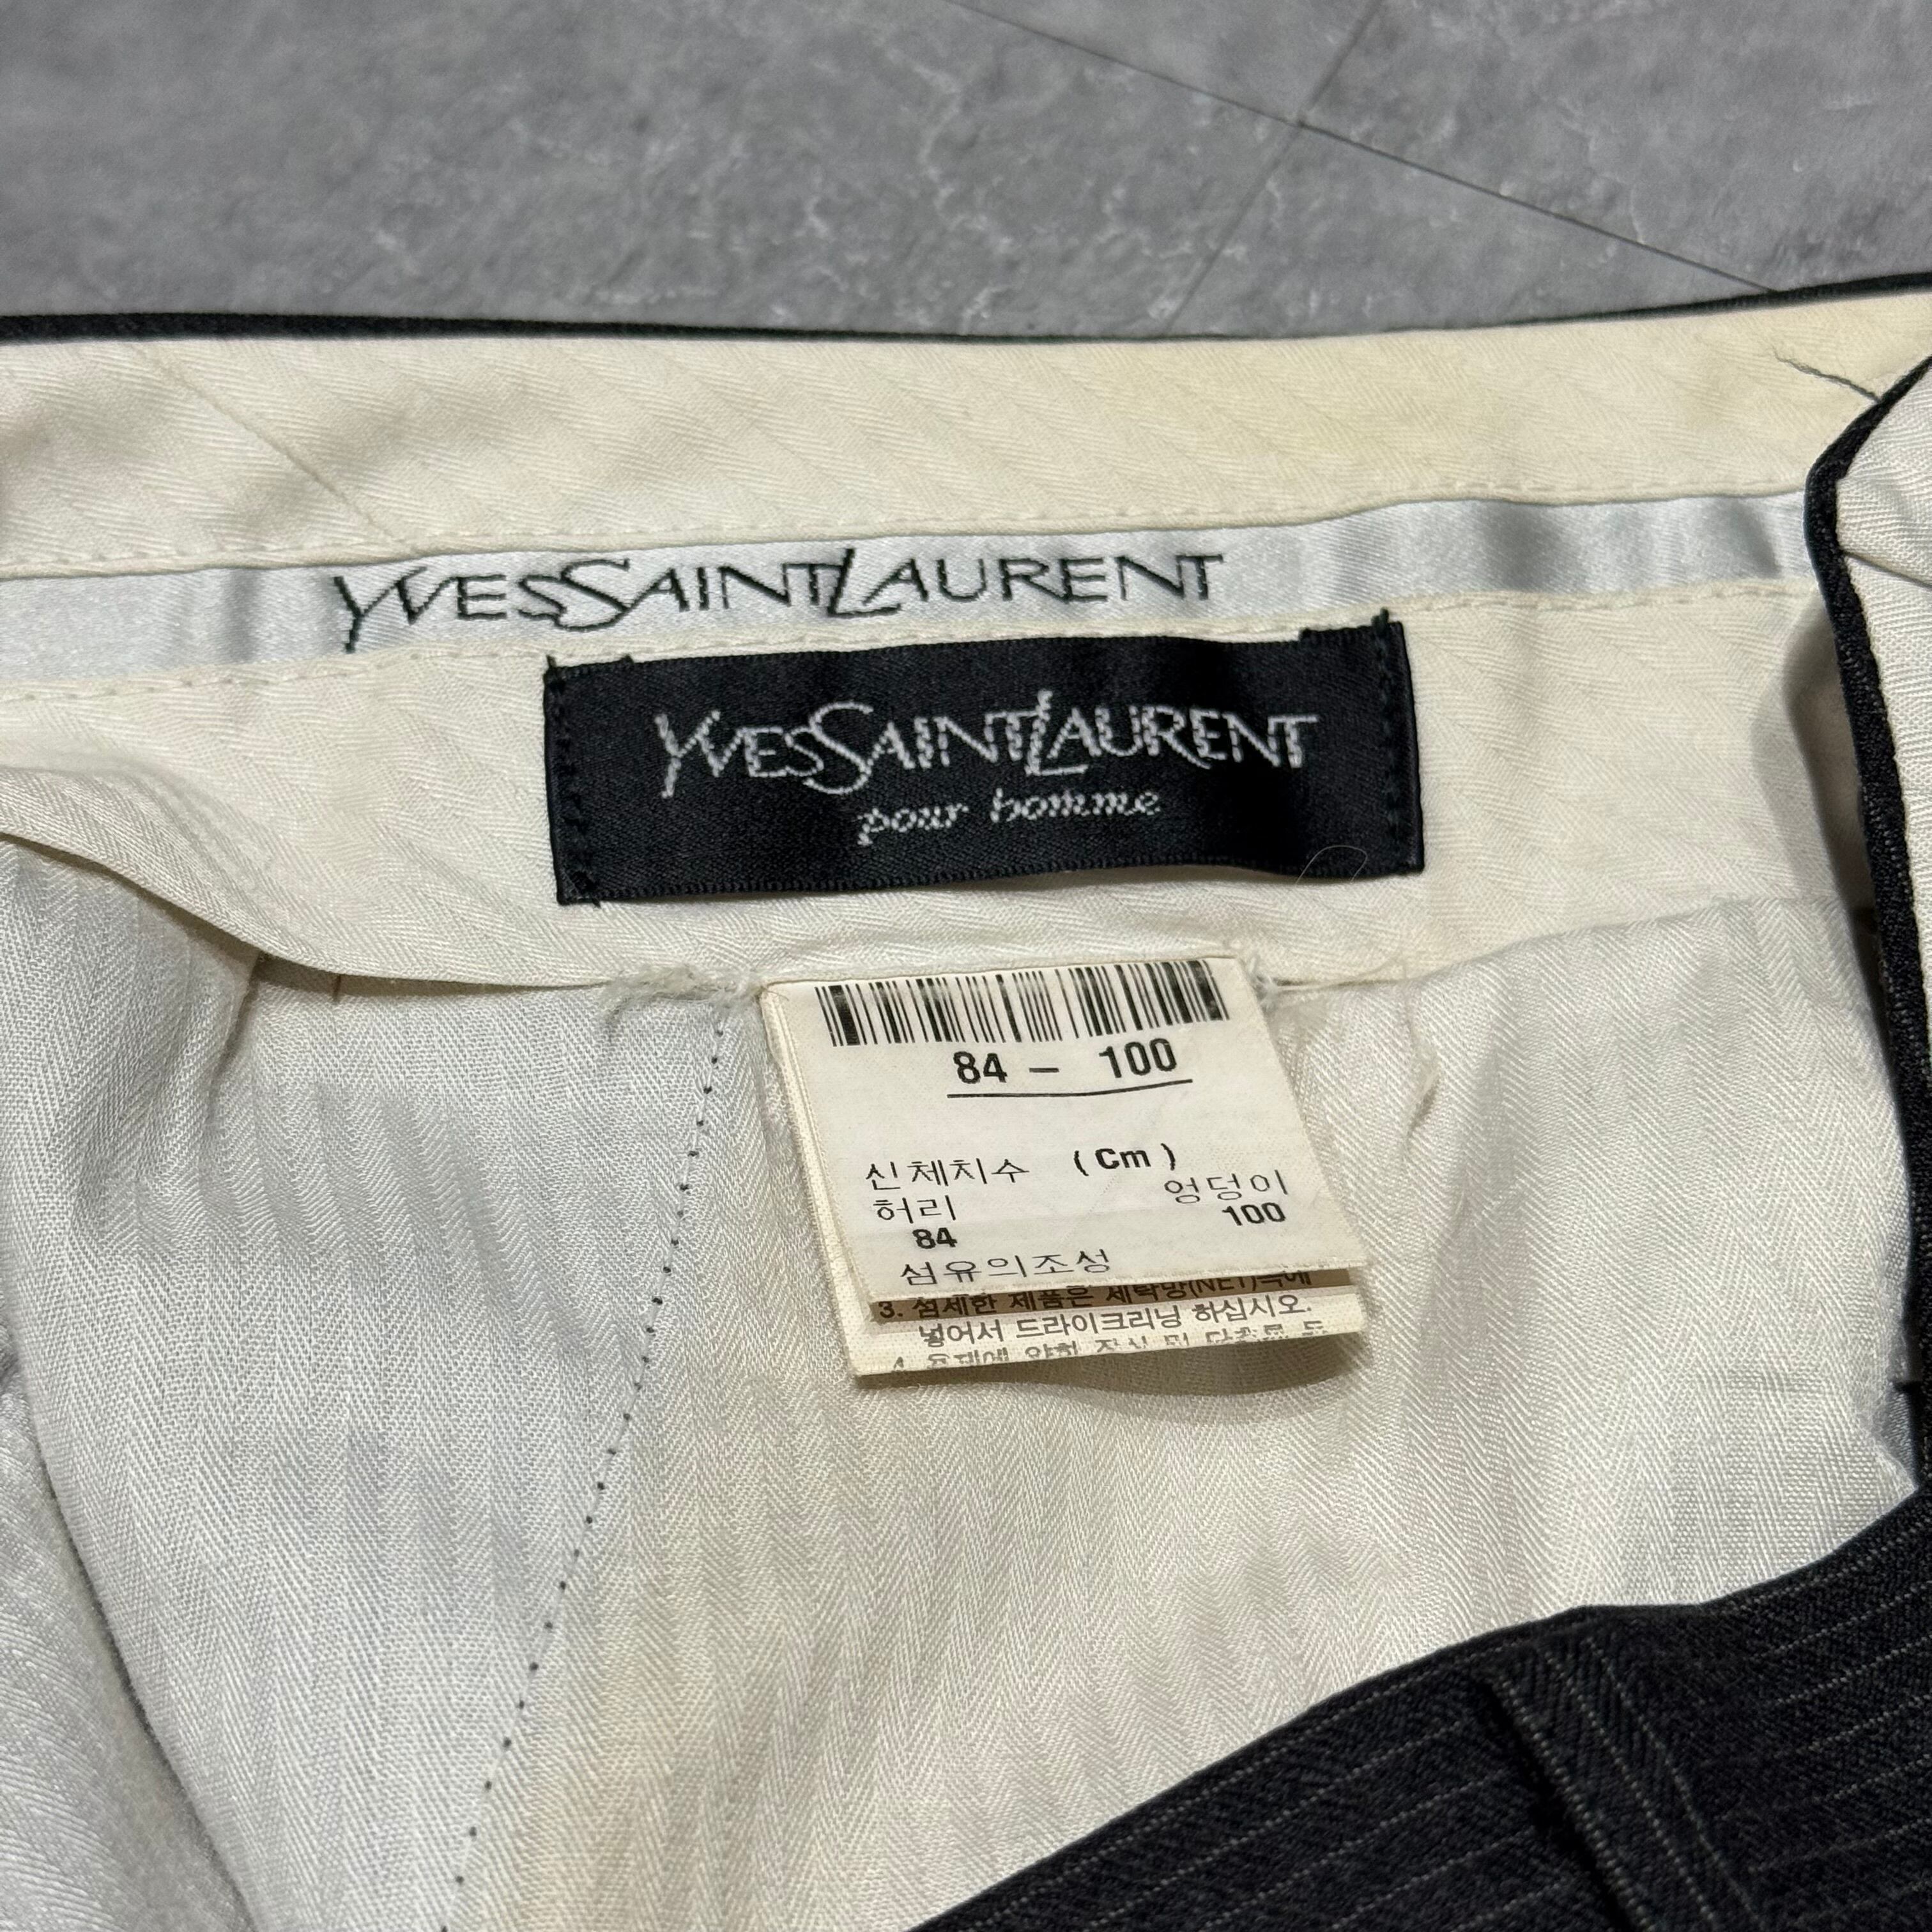 YVESSAINTLAURENT
YVESSAINTLAURENT
pour homme
84 - 100
신체치수 (Cm)
허리 엉덩이
84 100
섬유의조성
3. 섬세한 제품은 세탁망(NET)속에
넣어서 드라이크리닝 하십시오.
4.